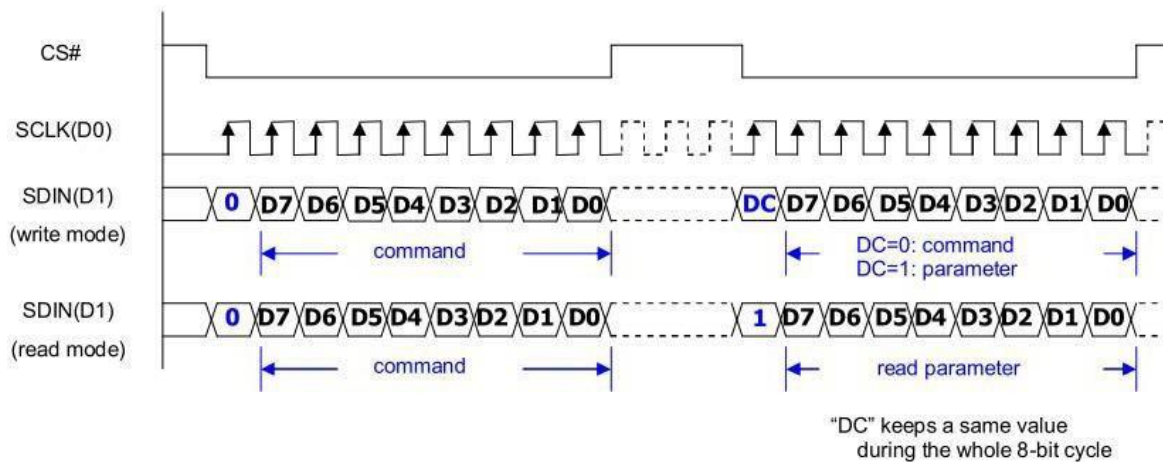 CS#
SCLK(D0)
SDIN(D1)
(write mode)
0 D7 D6 D5 D4 D3 D2 D1 D0
DC D7 D6 D5 D4 D3 D2 D1 D0
command
DC=0: command
DC=1: parameter
SDIN(D1)
(read mode)
0 D7 D6 D5 D4 D3 D2 D1 D0
1 D7 D6 D5 D4 D3 D2 D1 D0
command
read parameter
“DC” keeps a same value
during the whole 8-bit cycle